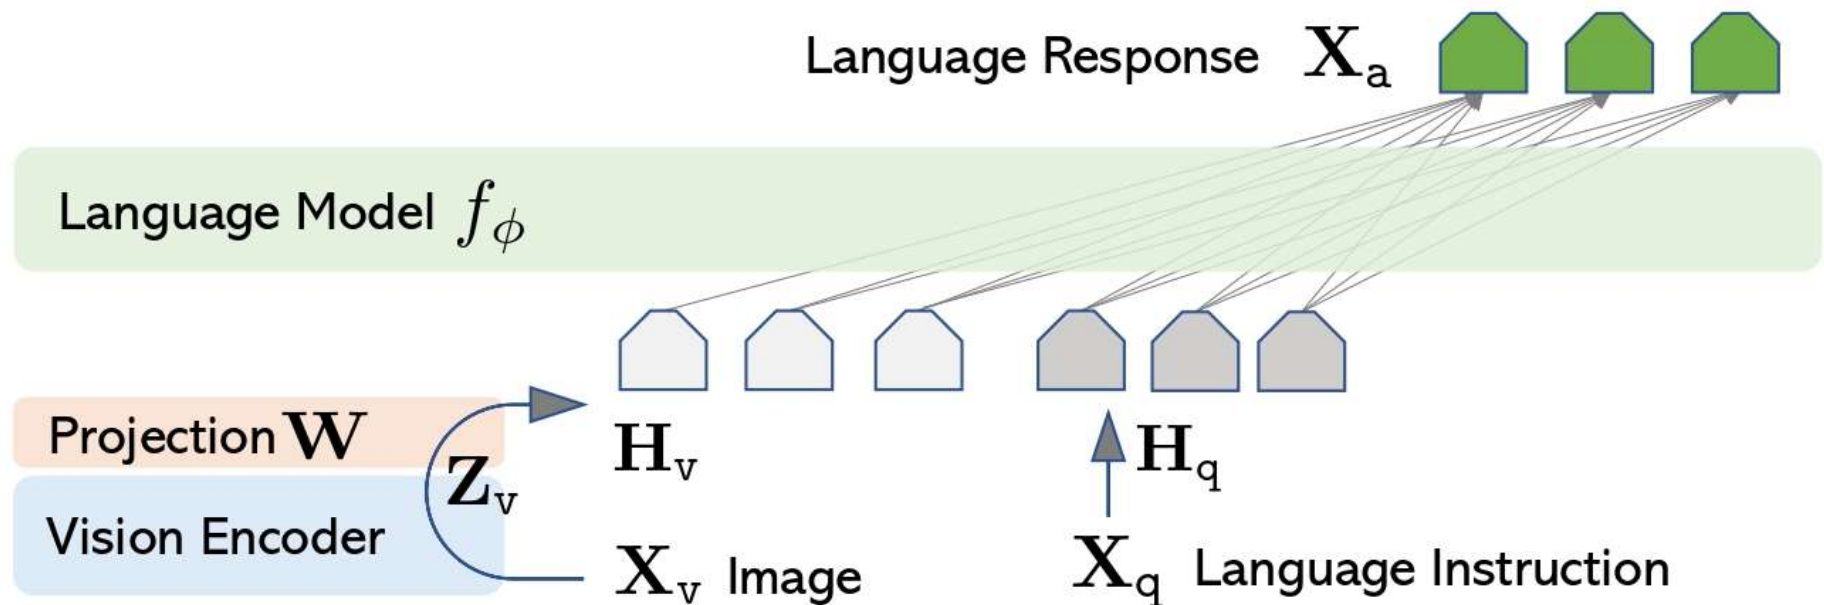 Language Response X_a
Language Model f_ϕ
Projection W
Z_v
H_v
H_q
Vision Encoder
X_v Image
X_q Language Instruction